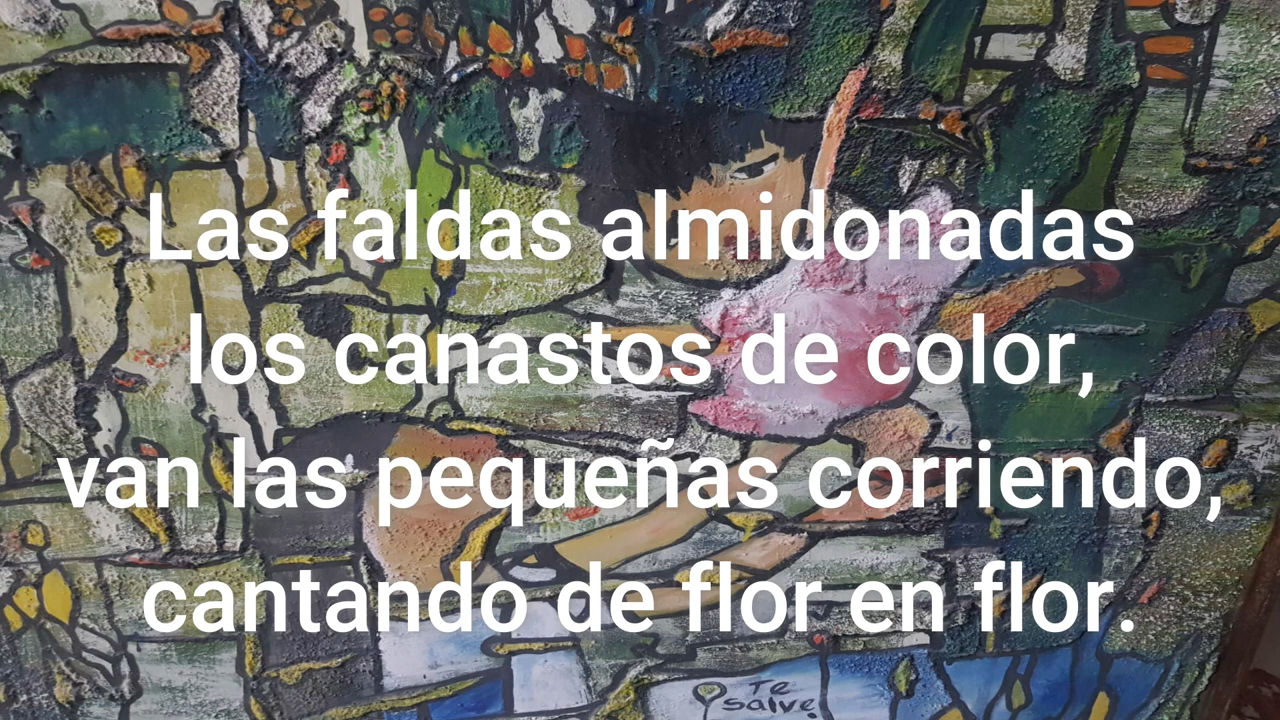 Las faldas almidonadas
los canastos de color,
van las pequeñas corriendo,
cantando de flor en flor.
Te
salve